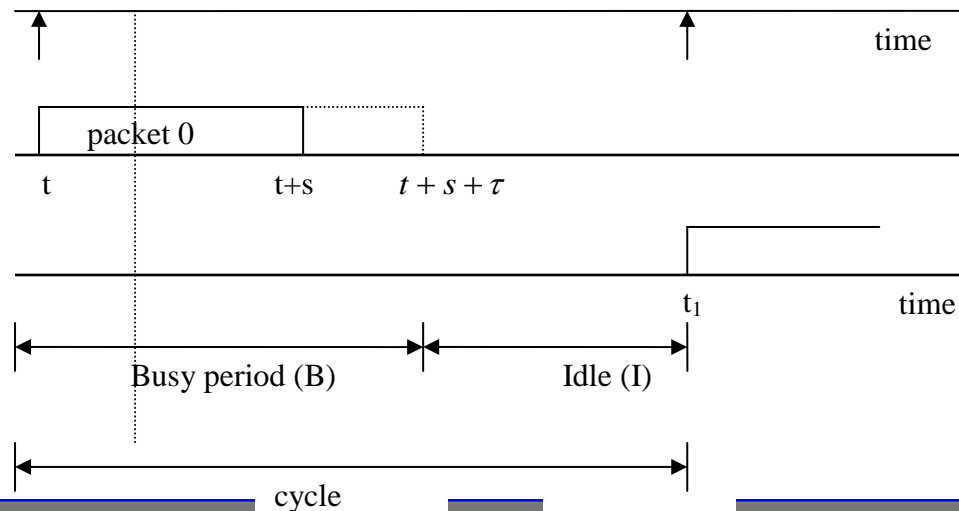 time
packet 0
t t+s t + s + τ
t₁ time
Busy period (B) Idle (I)
cycle